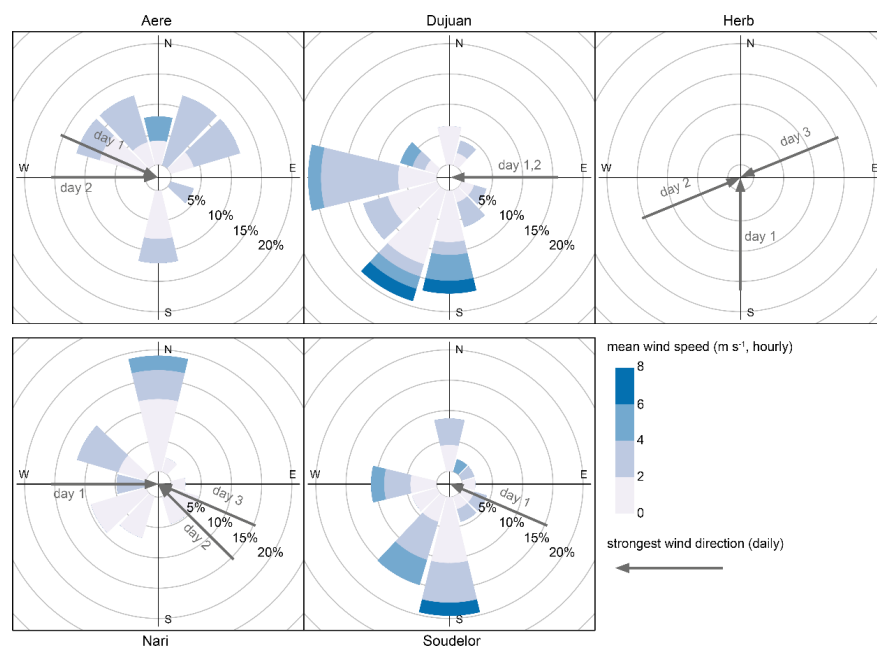 Aere
Dujuan
Herb
N
N
N
day 1
day 3
W
E
W
day 1,2
E
W
day 2
E
day 2
5%
5%
10%
10%
day 1
15%
15%
20%
20%
S
S
S
N
N
mean wind speed (m s⁻¹, hourly)
8
6
4
2
0
W
E
W
E
day 1
day 3
day 1
5%
5%
10%
10%
day 2
15%
15%
20%
20%
strongest wind direction (daily)
S
S
Nari
Soudelor